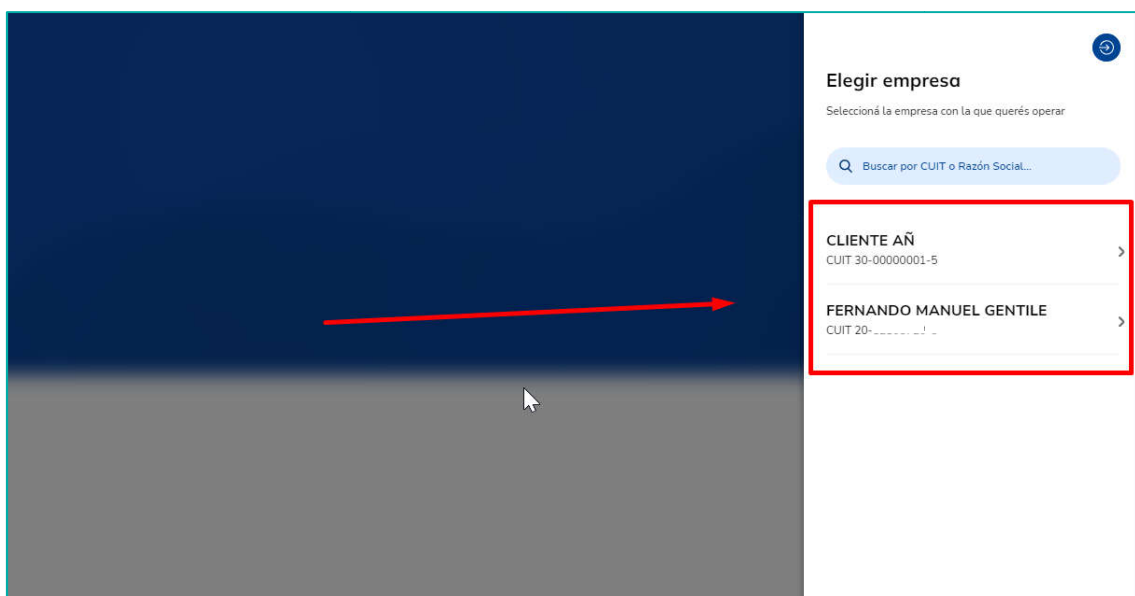 Elegir empresa
Seleccioná la empresa con la que querés operar
Buscar por CUIT o Razón Social...
CLIENTE AÑ
CUIT 30-00000001-5
FERNANDO MANUEL GENTILE
CUIT 20-